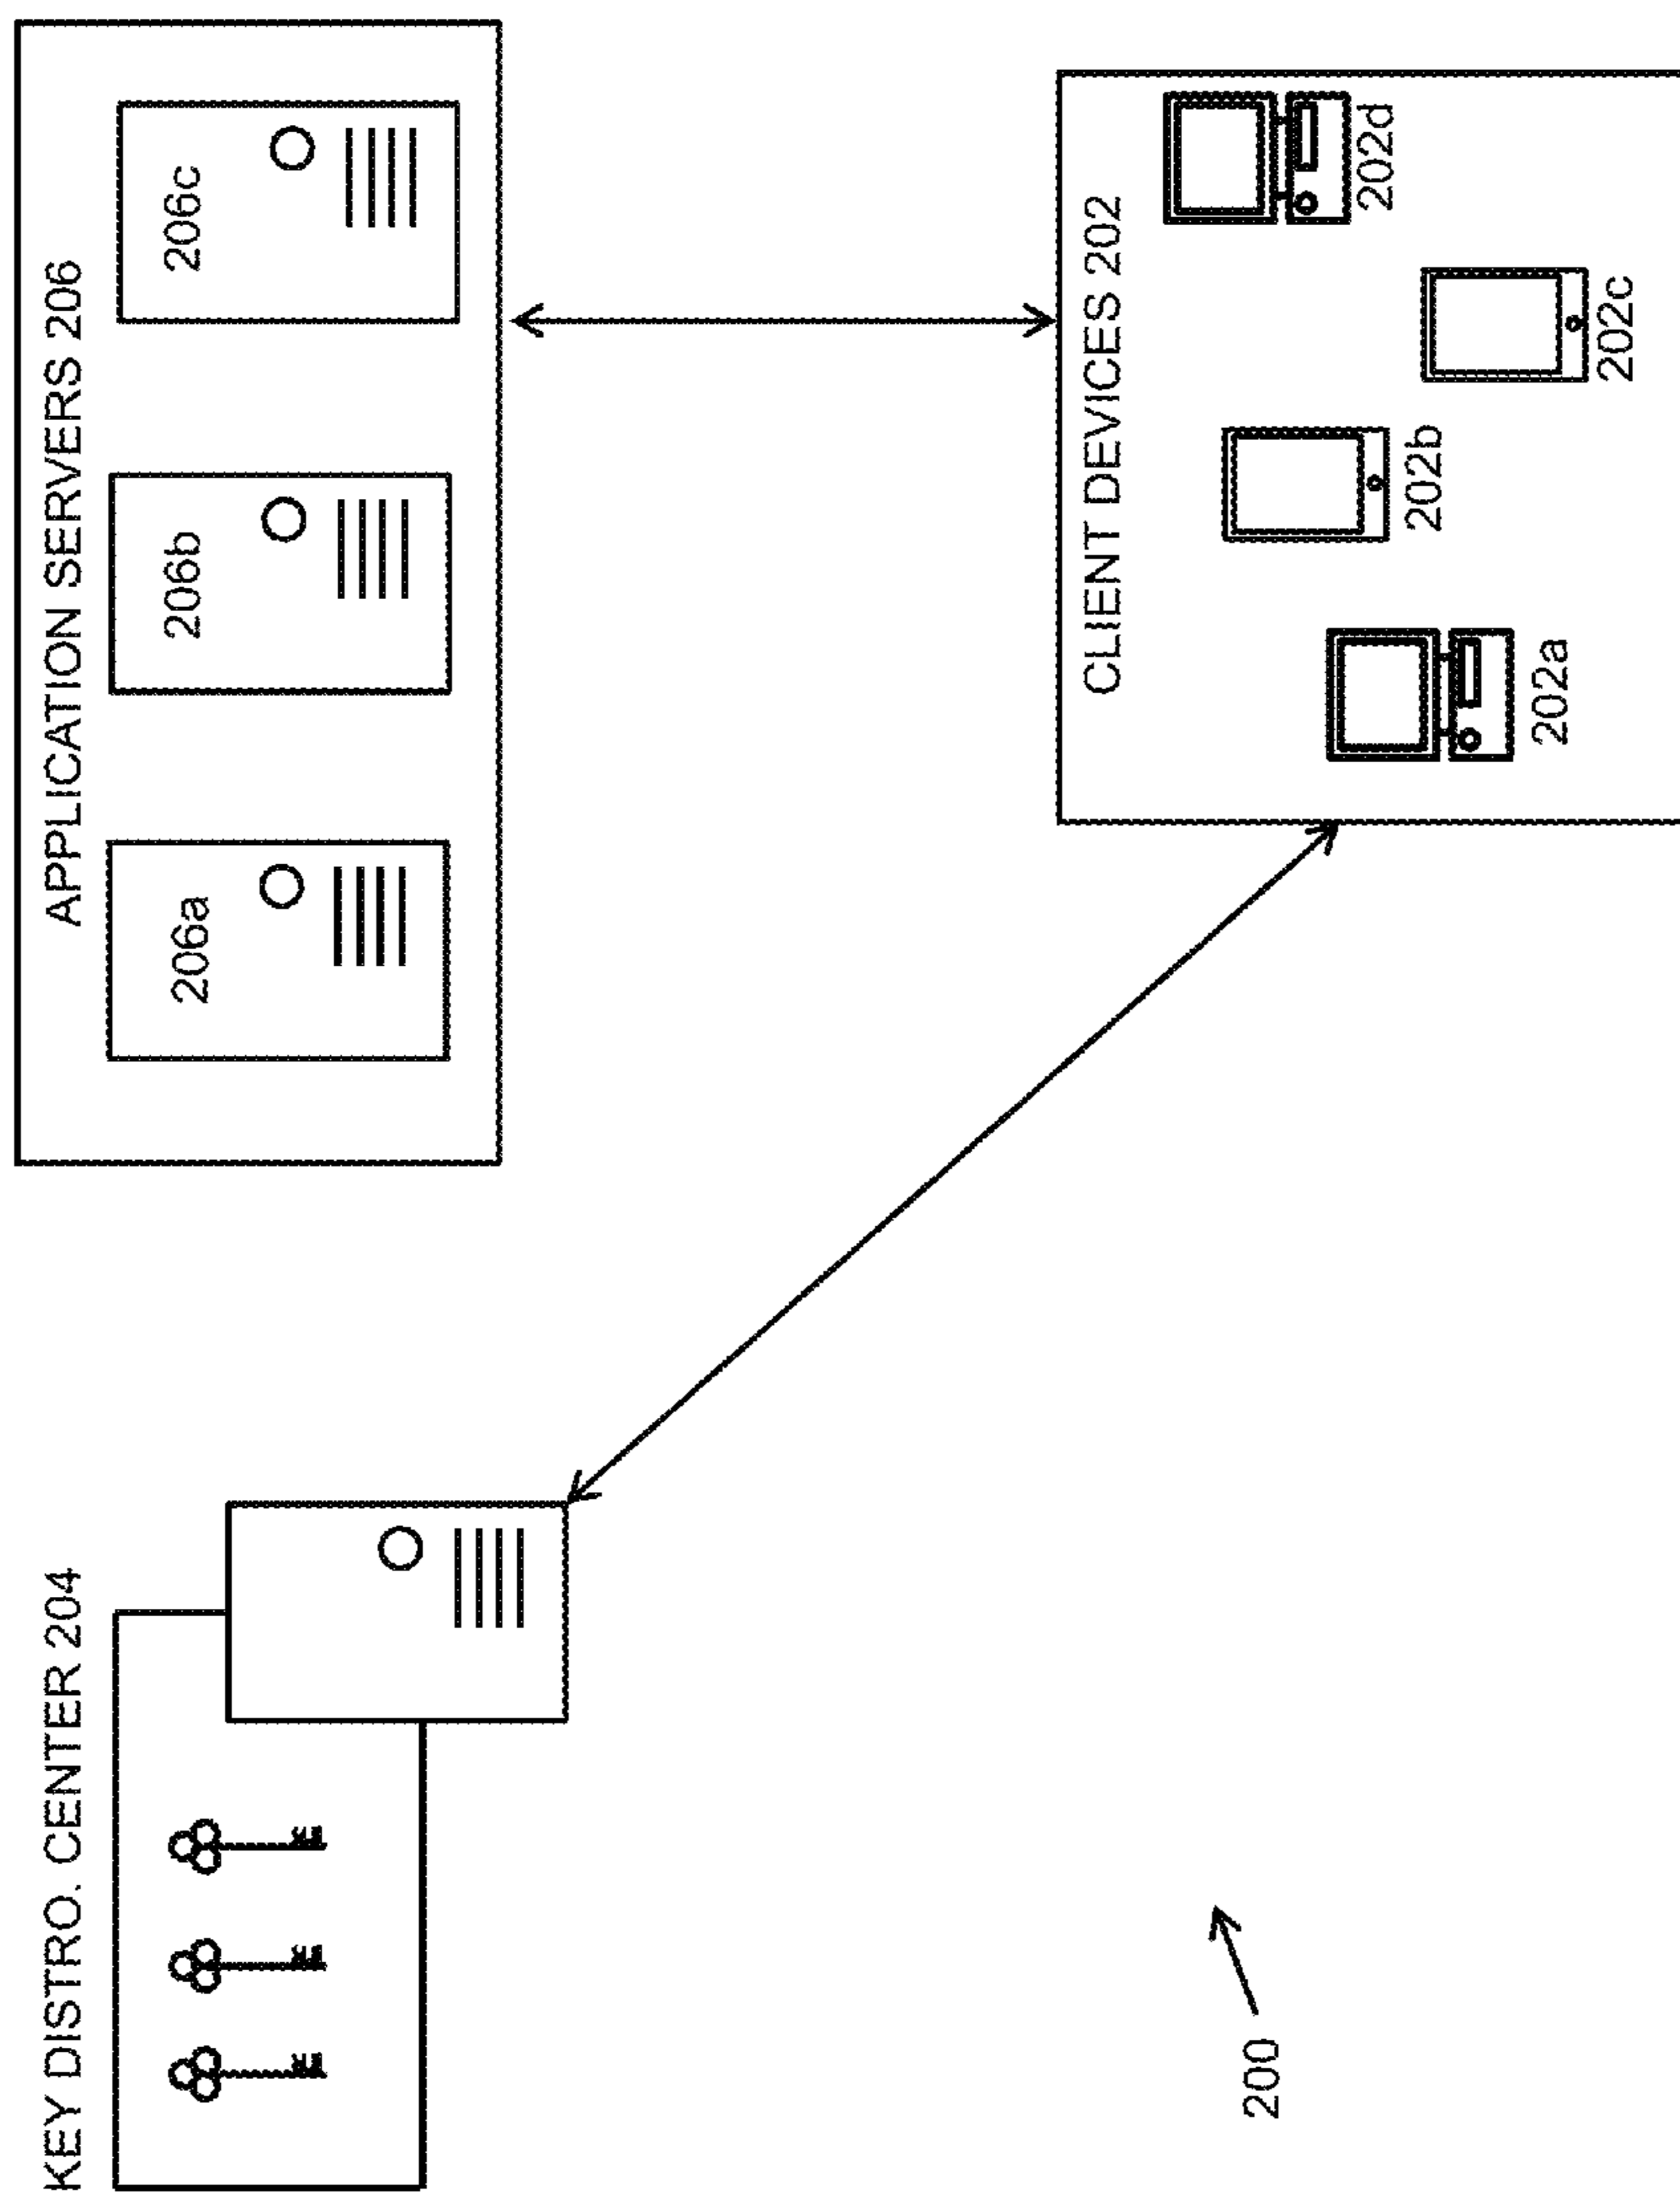 KEY DISTRO. CENTER 204
APPLICATION SERVERS 206
206a
206b
206c
CLIENT DEVICES 202
202a
202b
202c
202d
200